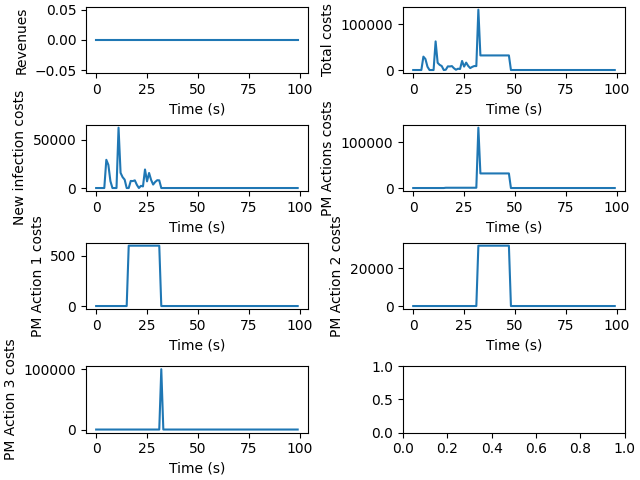 Revenues
0.05
0.00
−0.05
0 25 50 75 100
Time (s)
Total costs
100000
0
0 25 50 75 100
Time (s)
New infection costs
50000
0
0 25 50 75 100
Time (s)
PM Actions costs
100000
0
0 25 50 75 100
Time (s)
PM Action 1 costs
500
0
0 25 50 75 100
Time (s)
PM Action 2 costs
20000
0
0 25 50 75 100
Time (s)
PM Action 3 costs
100000
0
0 25 50 75 100
Time (s)
1.0
0.5
0.0
0.0 0.2 0.4 0.6 0.8 1.0